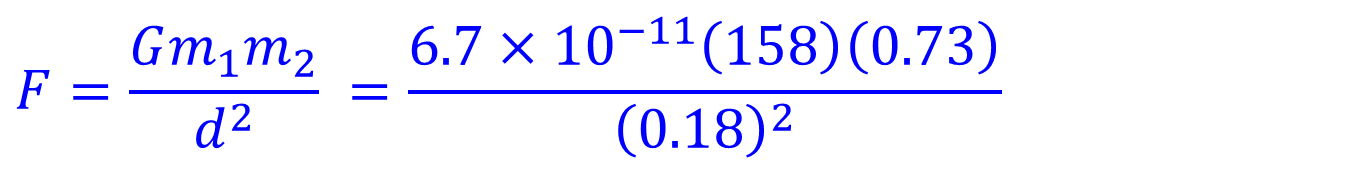 F = Gm₁m₂/d² = 6.7 × 10⁻¹¹(158)(0.73)/(0.18)²